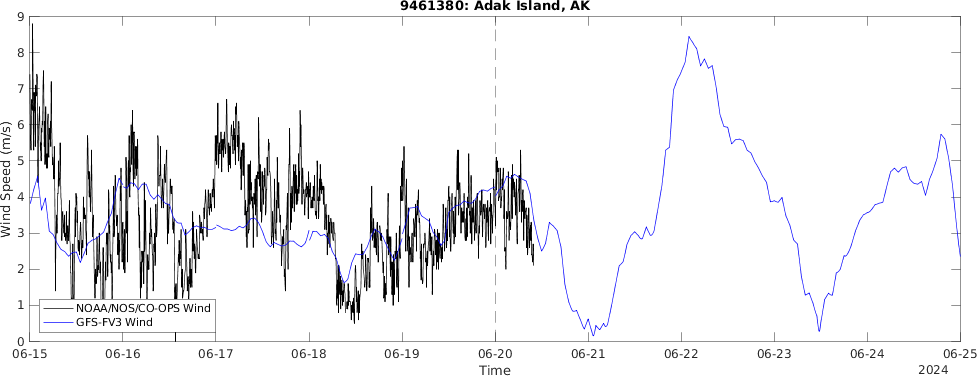 9461380: Adak Island, AK
9
8
7
6
5
4
3
2
1
0
Wind Speed (m/s)
NOAA/NOS/CO-OPS Wind
GFS-FV3 Wind
06-15 06-16 06-17 06-18 06-19 06-20 06-21 06-22 06-23 06-24 06-25
Time
2024